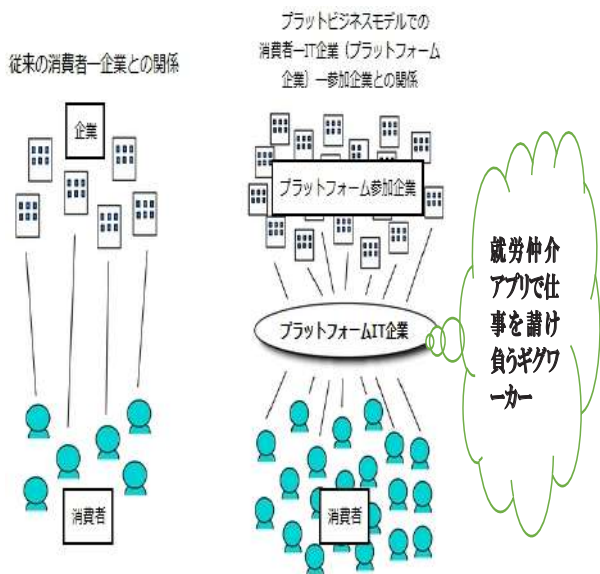 従来の消費者ー企業との関係
企業
消費者
プラットビジネスモデルでの
消費者ーIT企業（プラットフォーム
企業）ー参加企業との関係
プラットフォーム参加企業
プラットフォームIT企業
消費者
就労仲介
アプリで仕
事を請け
負うギグワ
ーカー